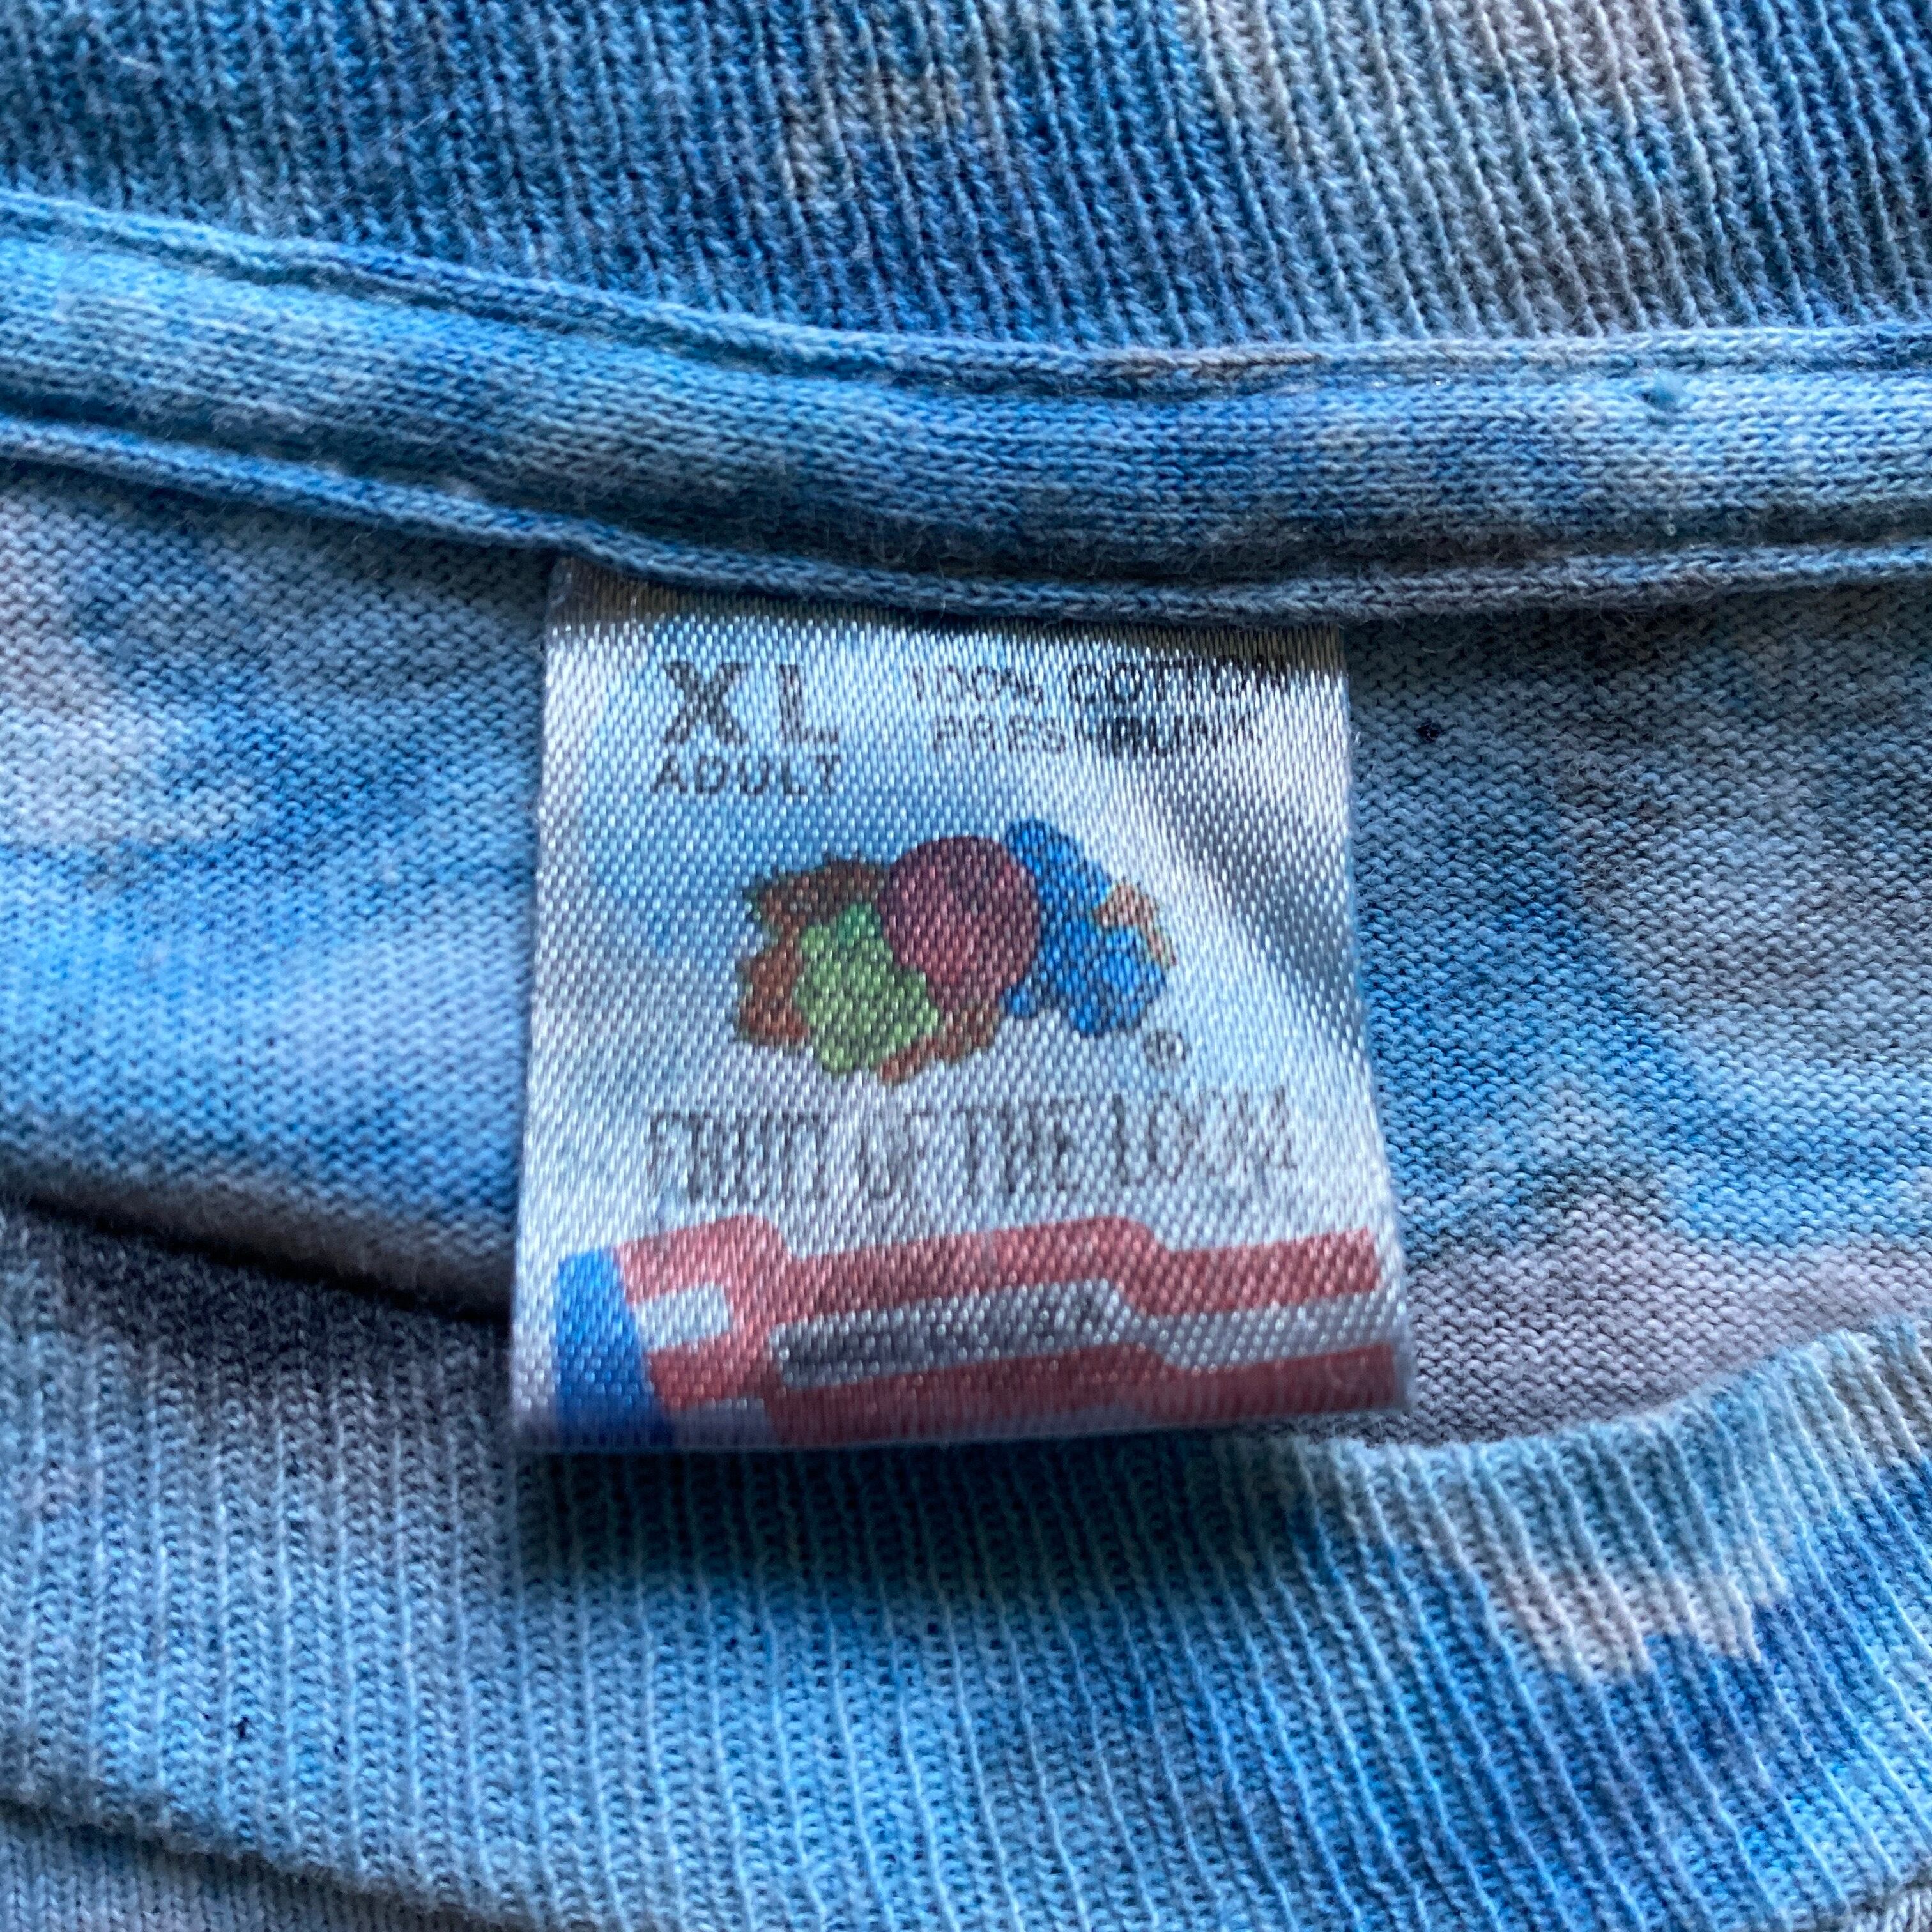 XL
ADULT
100% COTTON
PRESHRUNK
®
FRUIT OF THE LOOM